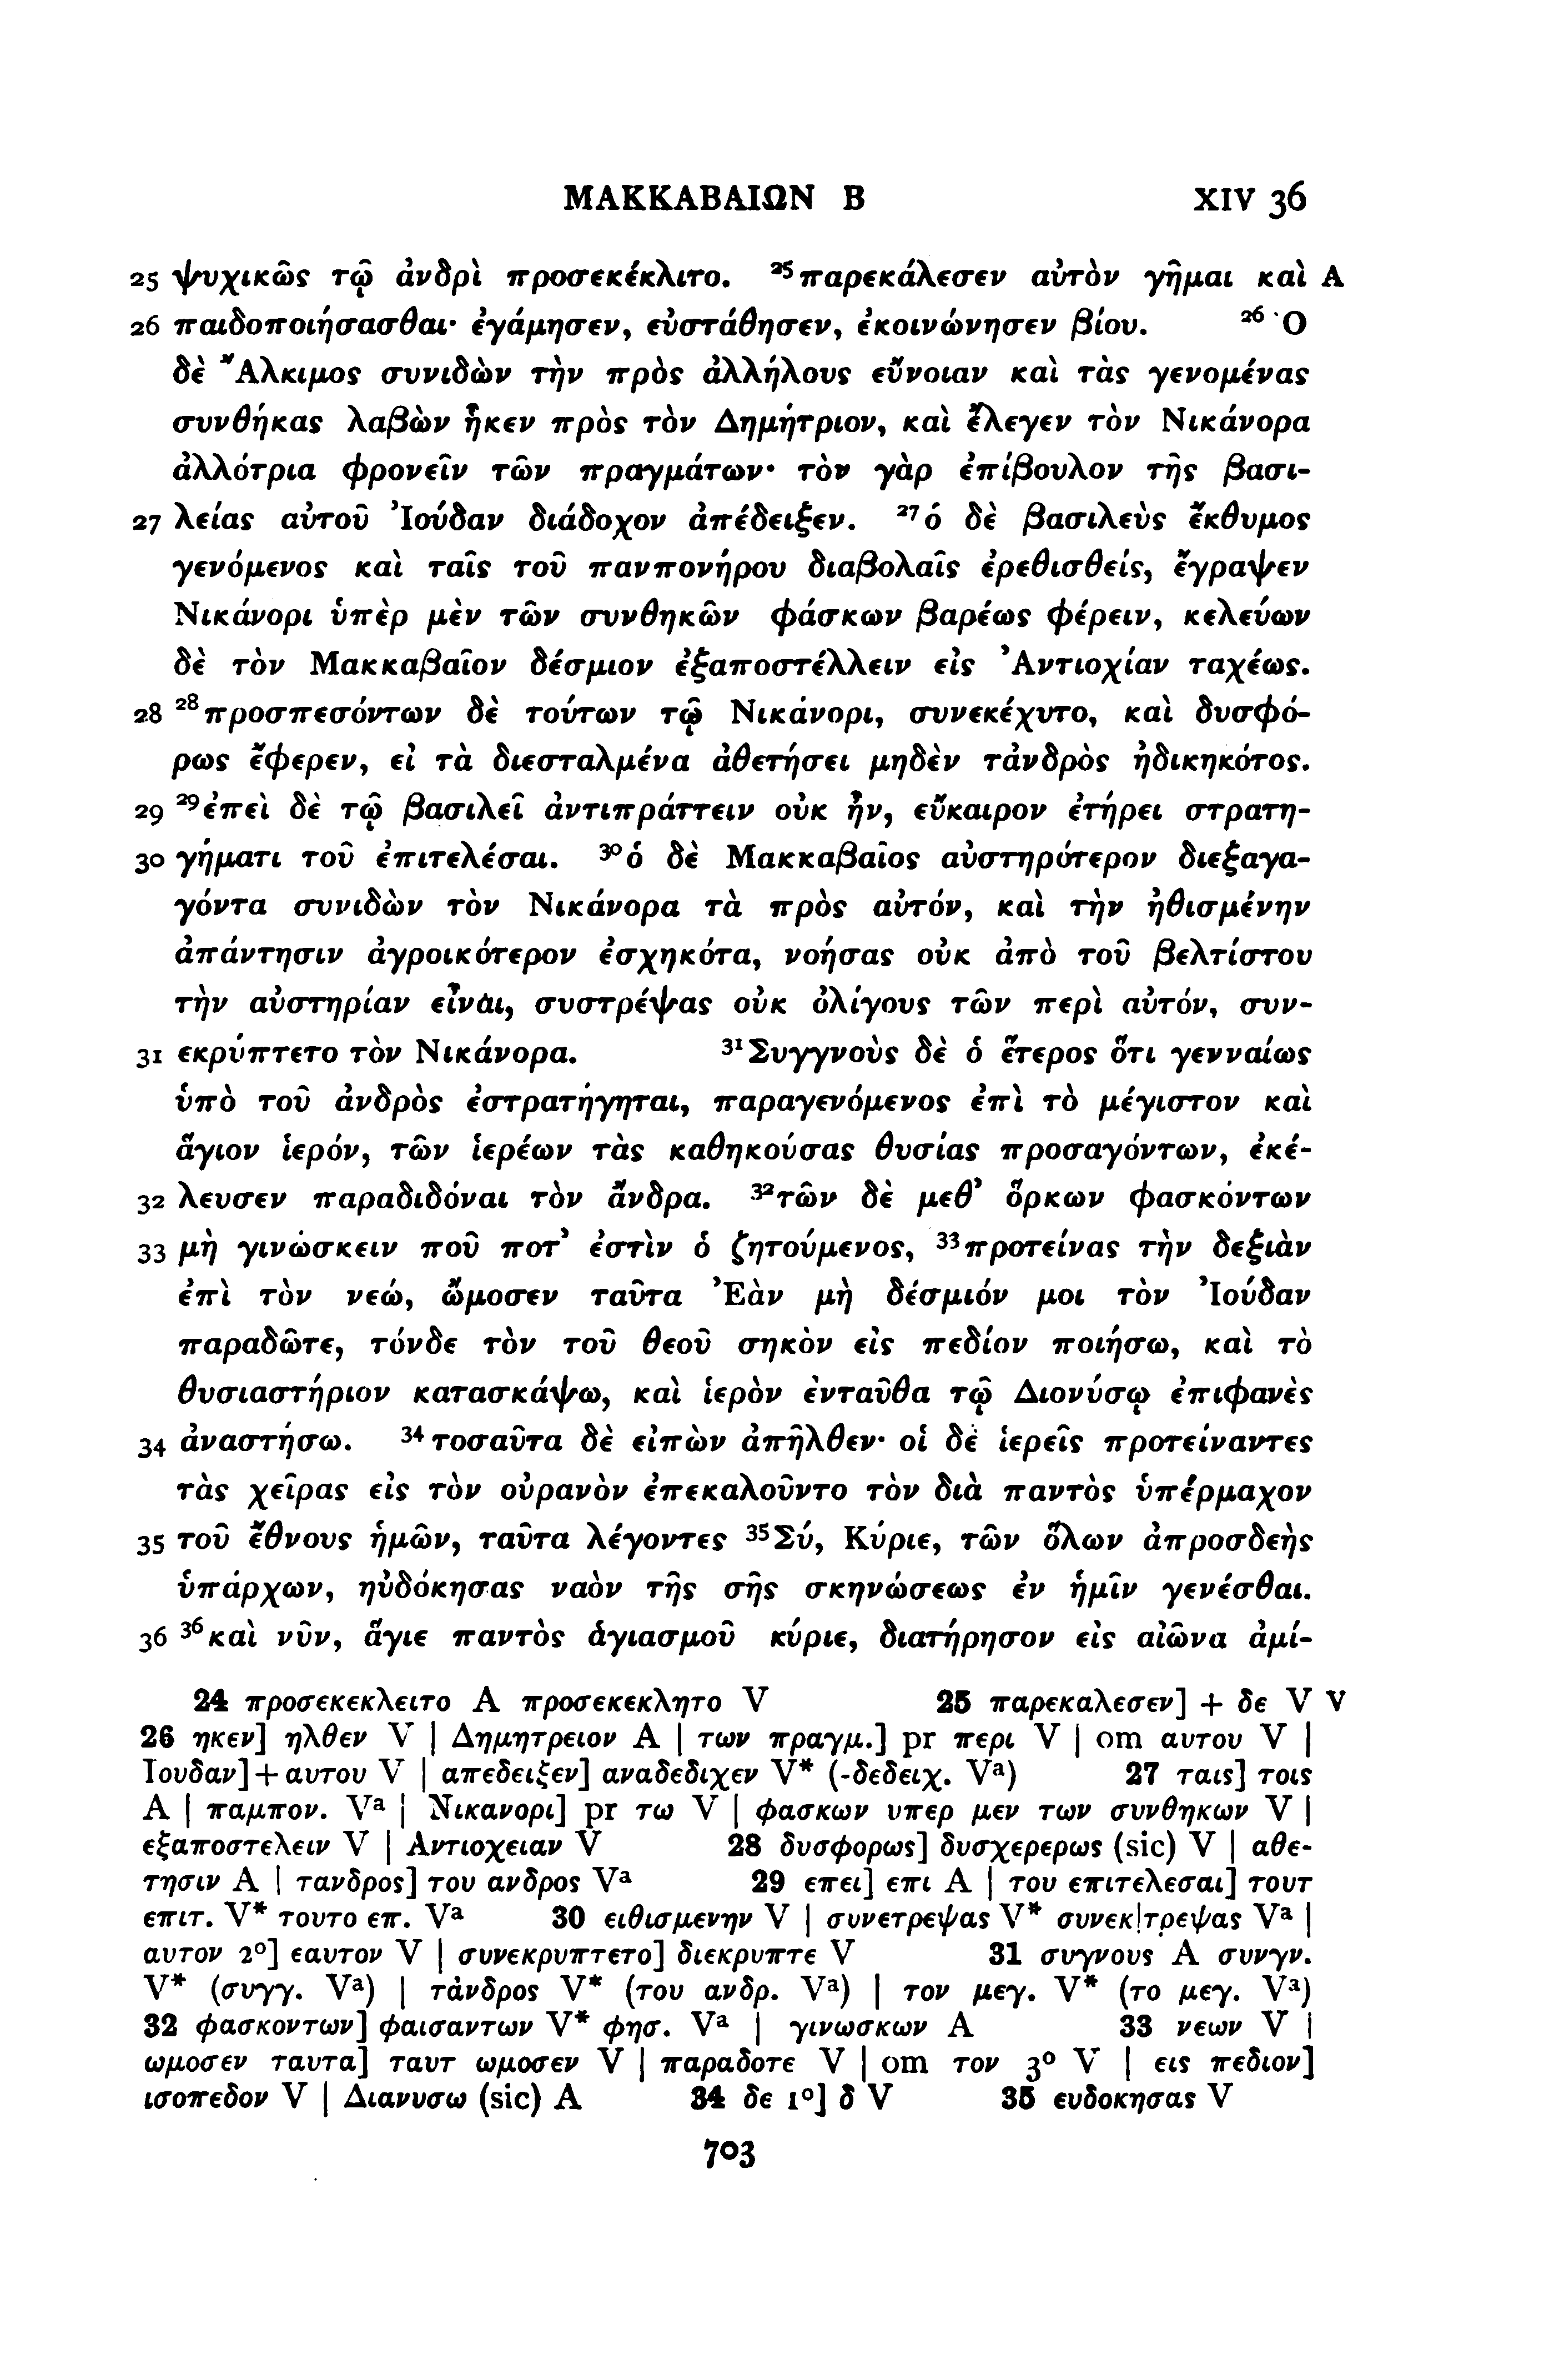 ΜΑΚΚΑΒΑΙΩΝ Β XIV 36
25 ψυχικῶς τῷ ἀνδρὶ προσεκέκλιτο. ²⁵παρεκάλεσεν αὐτὸν γῆμαι καὶ A
26 παιδοποιήσασθαι· ἐγάμησεν, εὐστάθησεν, ἐκοινώνησεν βίου. ²⁶Ὁ
δὲ Ἄλκιμος συνιδὼν τὴν πρὸς ἀλλήλους εὔνοιαν καὶ τὰς γενομένας
συνθήκας λαβὼν ἧκεν πρὸς τὸν Δημήτριον, καὶ ἔλεγεν τὸν Νικάνορα
ἀλλότρια φρονεῖν τῶν πραγμάτων· τὸν γὰρ ἐπίβουλον τῆς βασι-
27 λείας αὐτοῦ Ἰούδαν διάδοχον ἀπέδειξεν. ²⁷ὁ δὲ βασιλεὺς ἔκθυμος
γενόμενος καὶ ταῖς τοῦ πανπονήρου διαβολαῖς ἐρεθισθείς, ἔγραψεν
Νικάνορι ὑπὲρ μὲν τῶν συνθηκῶν φάσκων βαρέως φέρειν, κελεύων
δὲ τὸν Μακκαβαῖον δέσμιον ἐξαποστέλλειν εἰς Ἀντιοχίαν ταχέως.
28 ²⁸προσπεσόντων δὲ τούτων τῷ Νικάνορι, συνεκέχυτο, καὶ δυσφό-
ρως ἔφερεν, εἰ τὰ διεσταλμένα ἀθετήσει μηδὲν τἀνδρὸς ἠδικηκότος.
29 ²⁹ἐπεὶ δὲ τῷ βασιλεῖ ἀντιπράττειν οὐκ ἦν, εὔκαιρον ἐτήρει στρατη-
30 γήματι τοῦ ἐπιτελέσαι. ³⁰ὁ δὲ Μακκαβαῖος αὐστηρότερον διεξαγα-
γόντα συνιδὼν τὸν Νικάνορα τὰ πρὸς αὐτόν, καὶ τὴν ἠθισμένην
ἀπάντησιν ἀγροικότερον ἐσχηκότα, νοήσας οὐκ ἀπὸ τοῦ βελτίστου
τὴν αὐστηρίαν εἶναι, συστρέψας οὐκ ὀλίγους τῶν περὶ αὐτόν, συν-
31 εκρύπτετο τὸν Νικάνορα. ³¹Συγγνοὺς δὲ ὁ ἕτερος ὅτι γενναίως
ὑπὸ τοῦ ἀνδρὸς ἐστρατήγηται, παραγενόμενος ἐπὶ τὸ μέγιστον καὶ
ἅγιον ἱερόν, τῶν ἱερέων τὰς καθηκούσας θυσίας προσαγόντων, ἐκέ-
32 λευσεν παραδιδόναι τὸν ἄνδρα. ³²τῶν δὲ μεθ’ ὅρκων φασκόντων
33 μὴ γινώσκειν ποῦ ποτ’ ἐστὶν ὁ ζητούμενος, ³³προτείνας τὴν δεξιὰν
ἐπὶ τὸν νεώ, ὤμοσεν ταῦτα Ἐὰν μὴ δέσμιόν μοι τὸν Ἰούδαν
παραδῶτε, τόνδε τὸν τοῦ θεοῦ σηκὸν εἰς πεδίον ποιήσω, καὶ τὸ
θυσιαστήριον κατασκάψω, καὶ ἱερὸν ἐνταῦθα τῷ Διονύσῳ ἐπιφανὲς
34 ἀναστήσω. ³⁴τοσαῦτα δὲ εἰπὼν ἀπῆλθεν· οἱ δὲ ἱερεῖς προτείναντες
τὰς χεῖρας εἰς τὸν οὐρανὸν ἐπεκαλοῦντο τὸν διὰ παντὸς ὑπέρμαχον
35 τοῦ ἔθνους ἡμῶν, ταῦτα λέγοντες ³⁵Σύ, Κύριε, τῶν ὅλων ἀπροσδεὴς
ὑπάρχων, ηὐδόκησας ναὸν τῆς σῆς σκηνώσεως ἐν ἡμῖν γενέσθαι.
36 ³⁶καὶ νῦν, ἅγιε παντὸς ἁγιασμοῦ κύριε, διατήρησον εἰς αἰῶνα ἀμί-
24 προσεκεκλειτο A προσεκεκλητο V 25 παρεκαλεσεν] + δε V V
26 ηκεν] ηλθεν V | Δημητρειον A | των πραγμ.] pr περι V | om αυτου V |
Ιουδαν]+αυτου V | απεδειξεν] αναδεδιχεν V* (-δεδειχ. Vᵃ) 27 ταις] τοις
A | παμπον. Vᵃ | Νικανορι] pr τω V | φασκων υπερ μεν των συνθηκων V |
εξαποστελειν V | Αντιοχειαν V 28 δυσφορως] δυσχερερως (sic) V | αθε-
τησιν A | τανδρος] του ανδρος Vᵃ 29 επει] επι A | του επιτελεσαι] τουτ
επιτ. V* τουτο επ. Vᵃ 30 ειθισμενην V | συνετρεψας V* συνεκ|τρεψας Vᵃ |
αυτον 2°] εαυτον V | συνεκρυπτετο] διεκρυπτε V 31 συγνους A συνγν.
V* (συγγ. Vᵃ) | τἀνδρος V* (του ανδρ. Vᵃ) | τον μεγ. V* (το μεγ. Vᵃ)
32 φασκοντων] φαισαντων V* φησ. Vᵃ | γινωσκων A 33 νεων V |
ωμοσεν ταυτα] ταυτ ωμοσεν V | παραδοτε V | om τον 3° V | εις πεδιον]
ισοπεδον V | Διανυσω (sic) A 34 δε 1°] δ V 35 ευδοκησας V
703